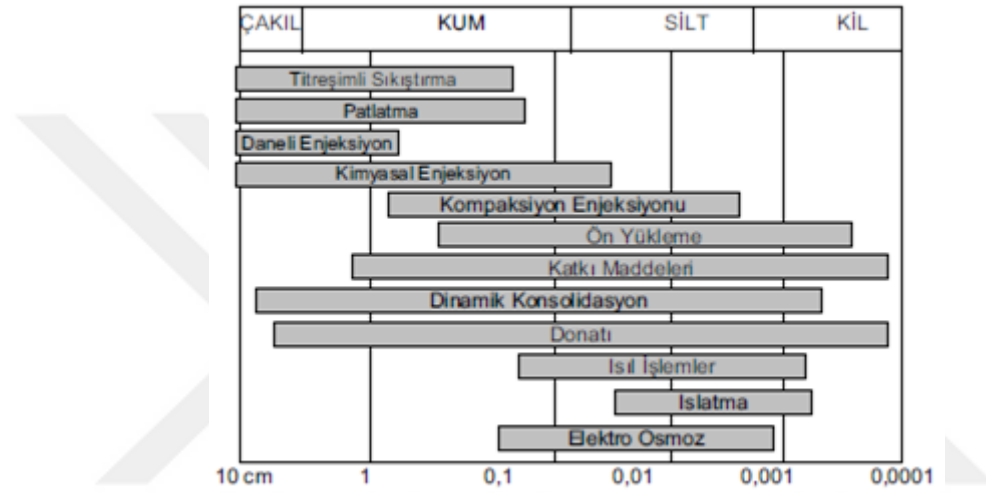 ÇAKIL KUM SİLT KİL
Titreşimli Sıkıştırma
Patlatma
Daneli Enjeksiyon
Kimyasal Enjeksiyon
Kompaksiyon Enjeksiyonu
Ön Yükleme
Katkı Maddeleri
Dinamik Konsolidasyon
Donatı
Isıl İşlemler
Islatma
Elektro Osmoz
10 cm 1 0,1 0,01 0,001 0,0001